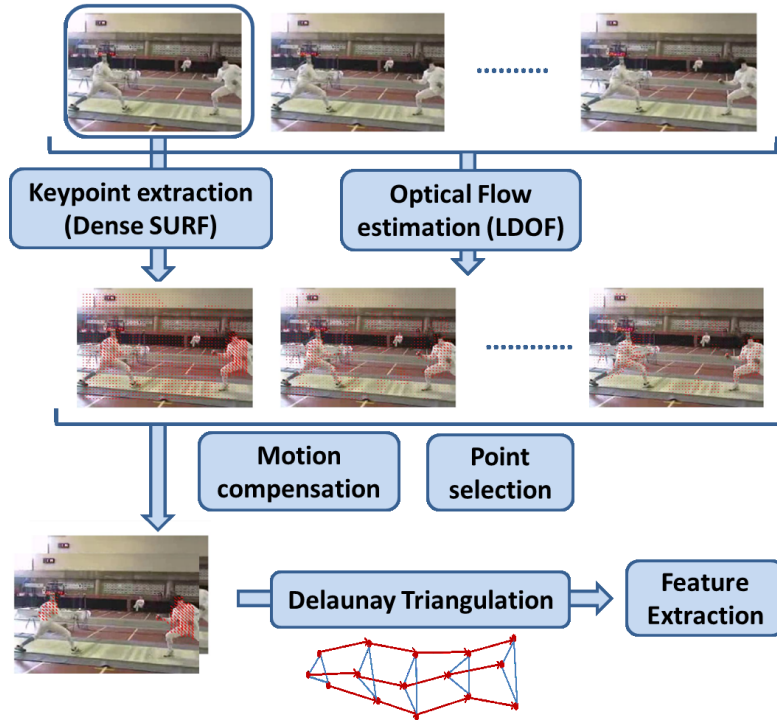 Keypoint extraction
(Dense SURF)
Optical Flow
estimation (LDOF)
Motion
compensation
Point
selection
Delaunay Triangulation
Feature
Extraction